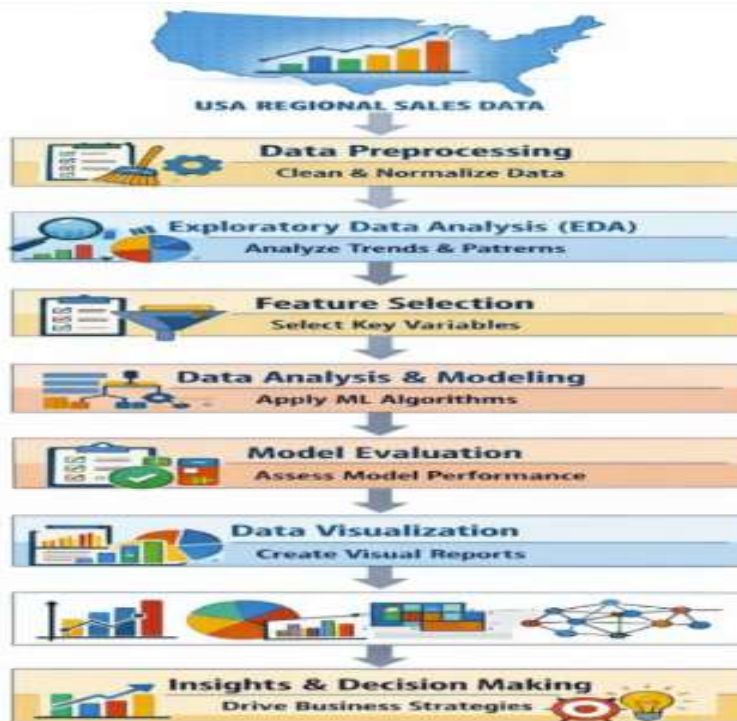 USA REGIONAL SALES DATA
Data Preprocessing
Clean & Normalize Data
Exploratory Data Analysis (EDA)
Analyze Trends & Patterns
Feature Selection
Select Key Variables
Data Analysis & Modeling
Apply ML Algorithms
Model Evaluation
Assess Model Performance
Data Visualization
Create Visual Reports
Insights & Decision Making
Drive Business Strategies